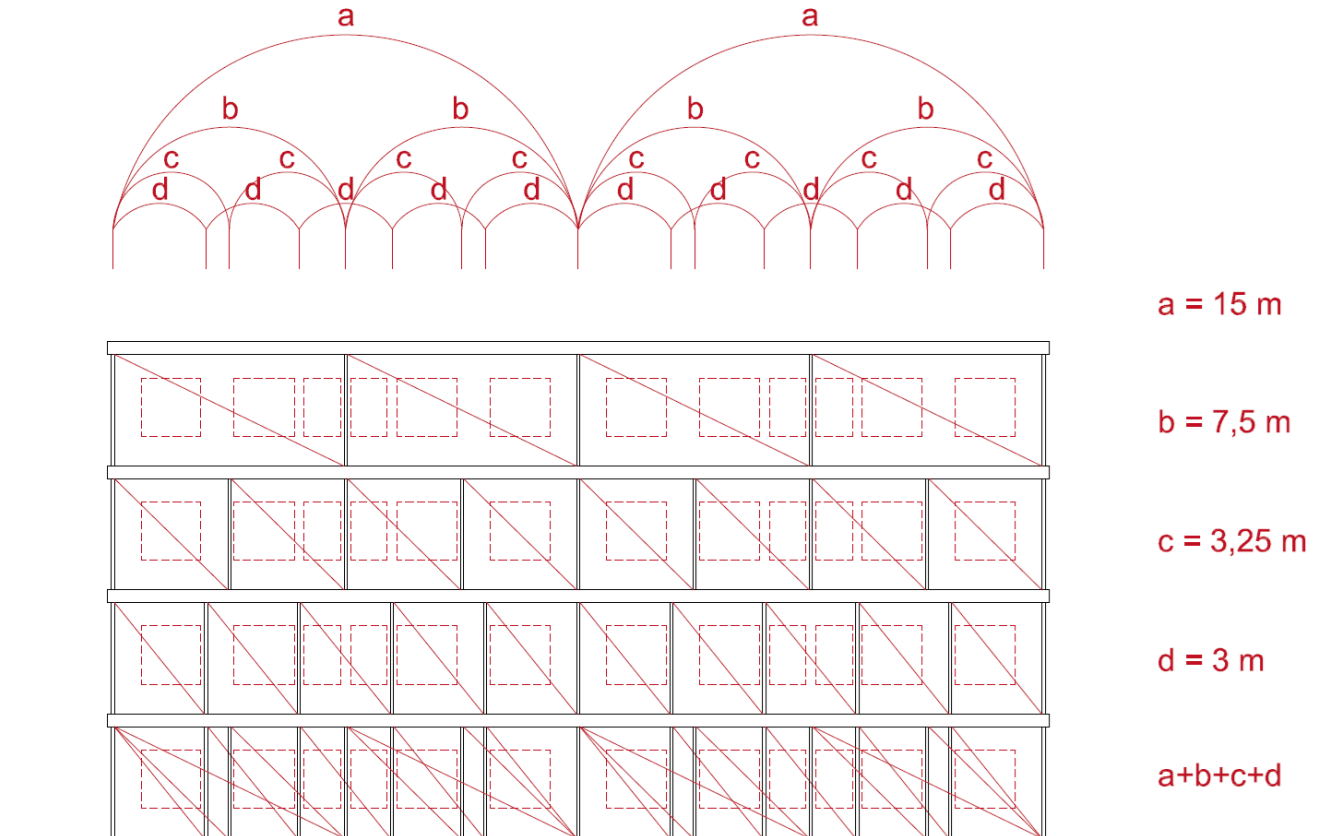 a a
b b b b
c c c c c c c c
d d d d d d d d d d
a = 15 m
b = 7,5 m
c = 3,25 m
d = 3 m
a+b+c+d